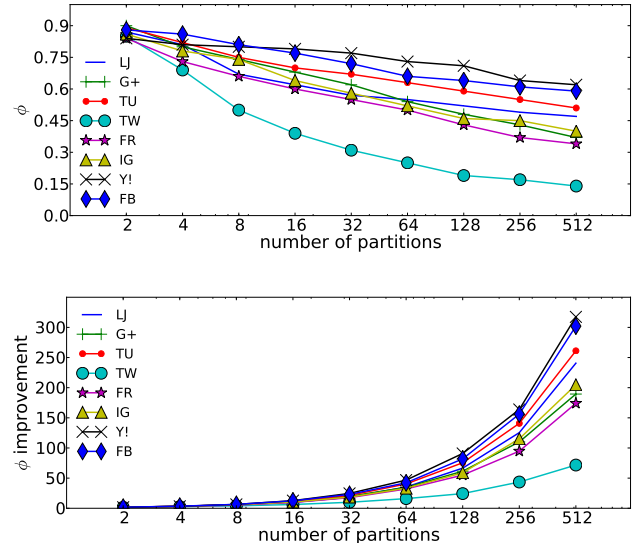 0.9
0.75
0.6
0.45
0.3
0.15
0.0
ϕ
LJ
G+
TU
TW
FR
IG
Y!
FB
2 4 8 16 32 64 128 256 512
number of partitions
300
250
200
150
100
50
0
ϕ improvement
LJ
G+
TU
TW
FR
IG
Y!
FB
2 4 8 16 32 64 128 256 512
number of partitions